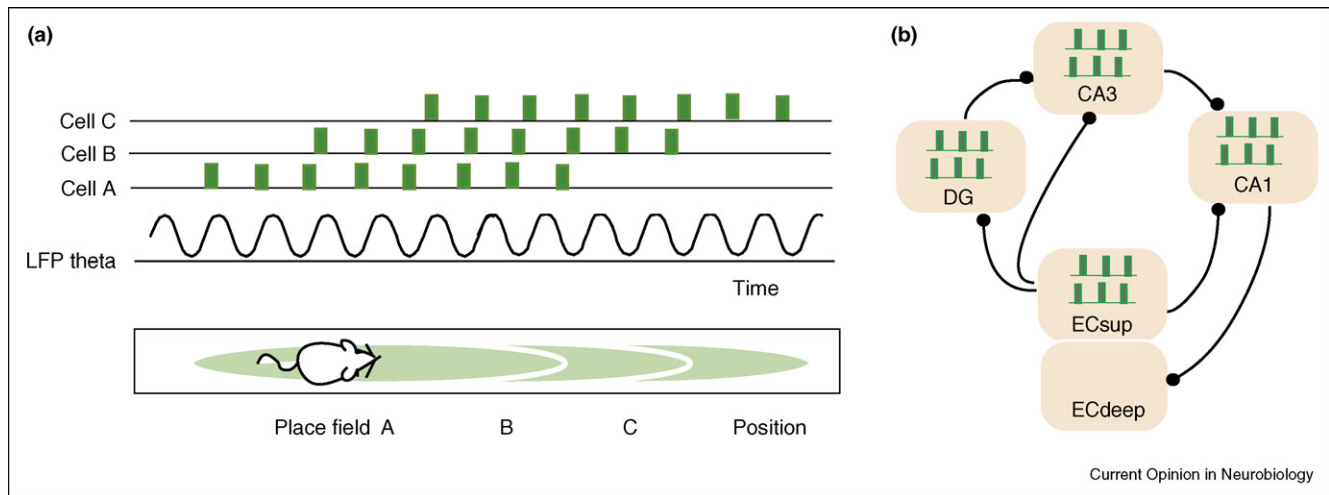 (a)
Cell C
Cell B
Cell A
LFP theta
Time
Place field A B C Position
(b)
CA3
DG
CA1
ECsup
ECdeep
Current Opinion in Neurobiology